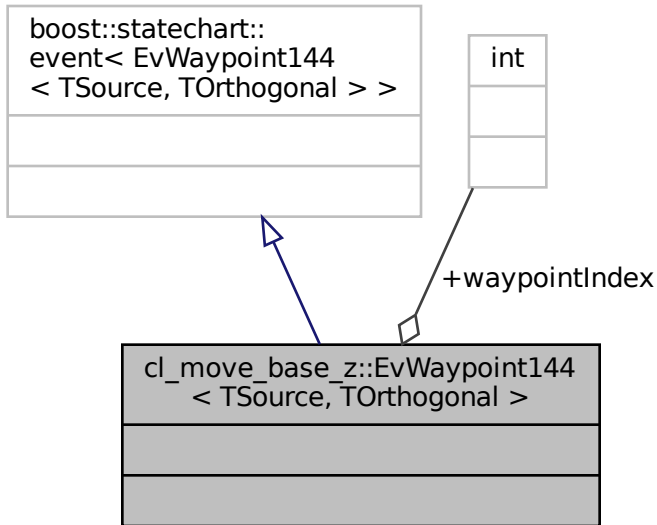 boost::statechart::
event< EvWaypoint144
< TSource, TOrthogonal > >
int
+waypointIndex
cl_move_base_z::EvWaypoint144
< TSource, TOrthogonal >